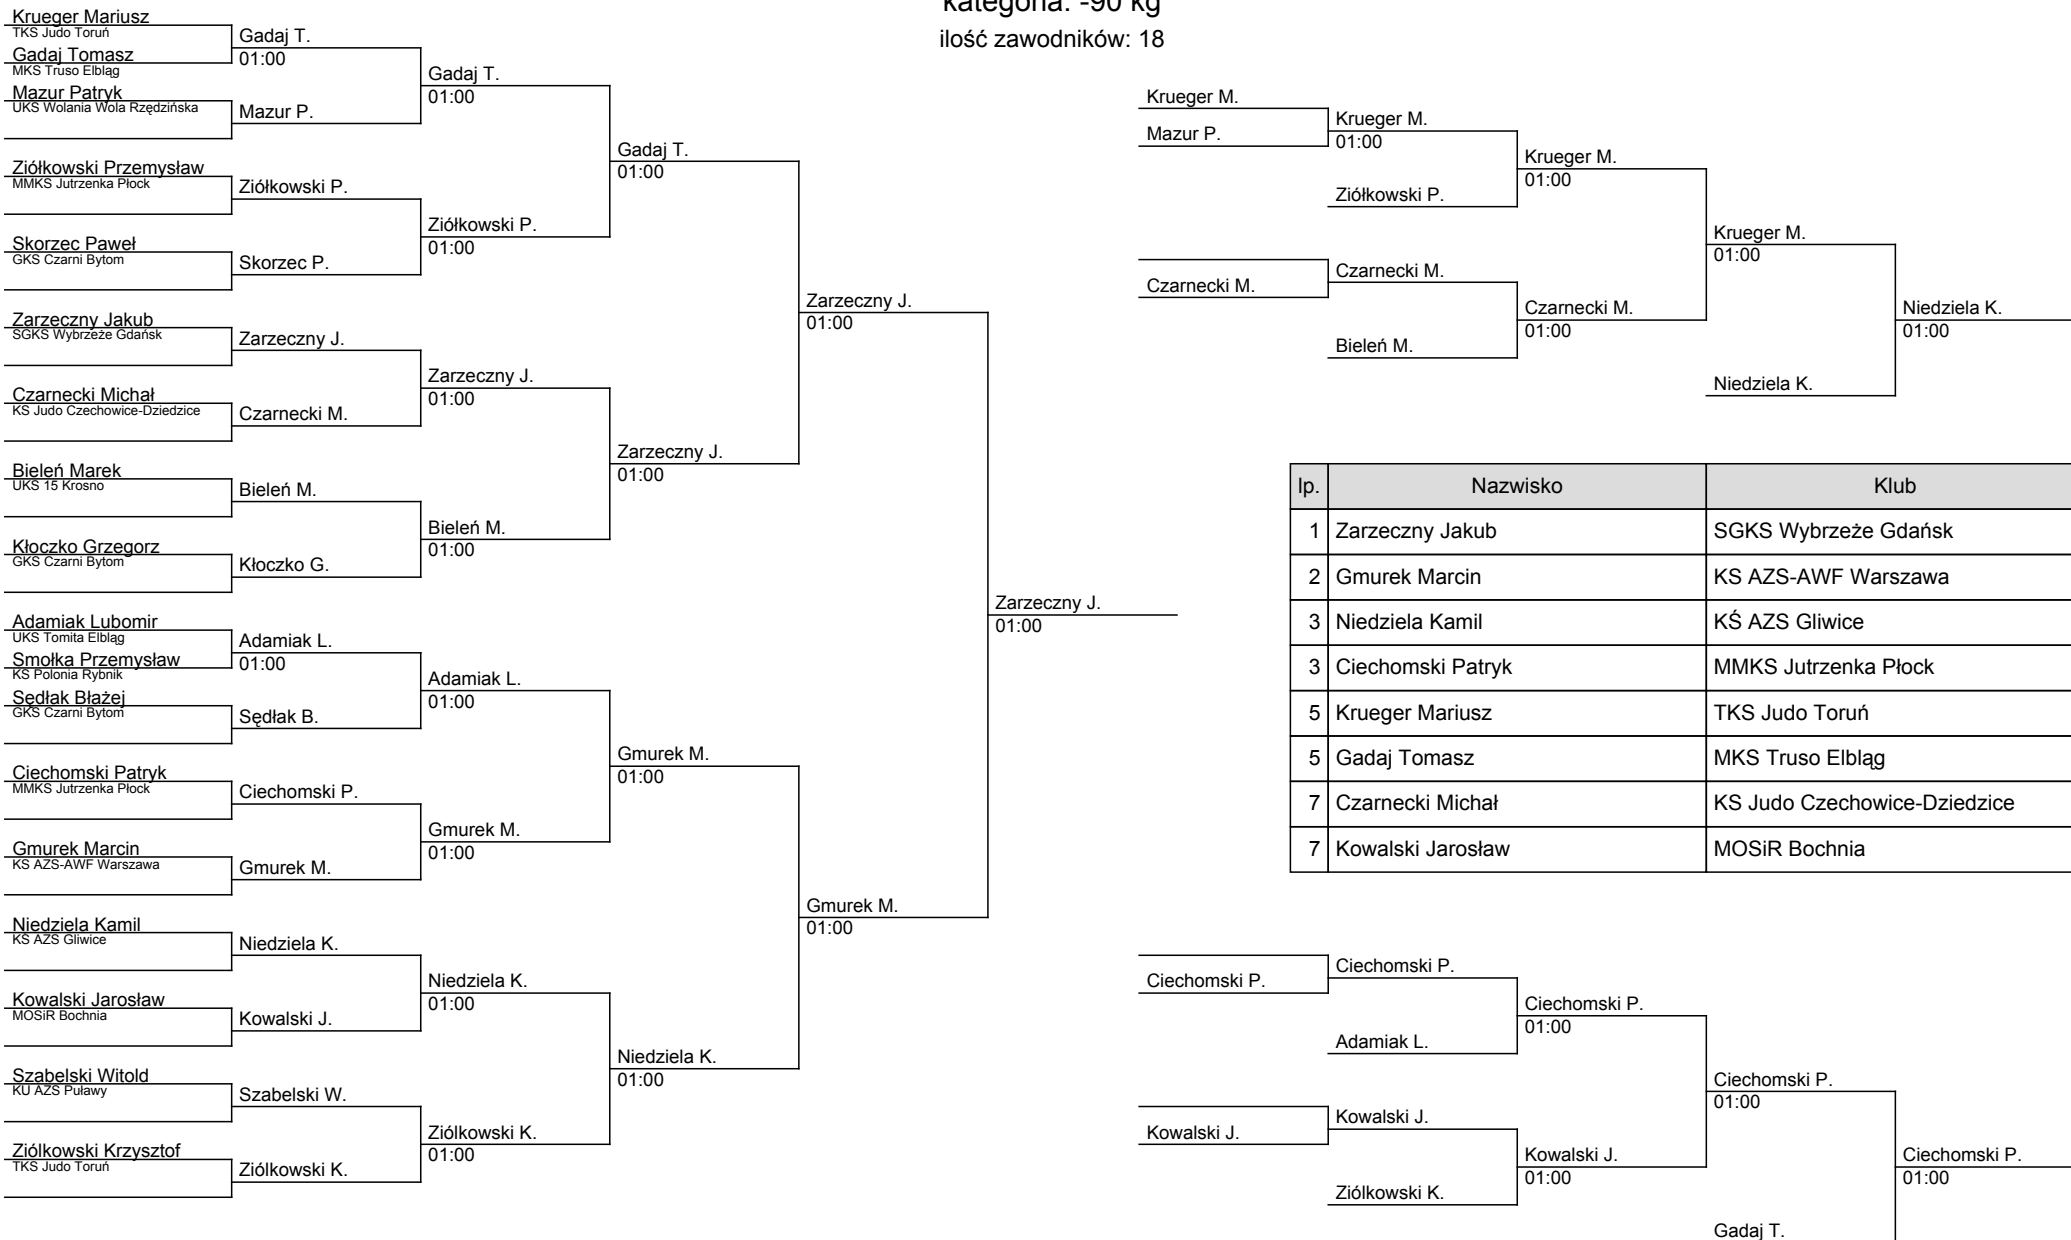 kategoria: -90 kg
ilość zawodników: 18
Krueger Mariusz
TKS Judo Toruń
Gadaj Tomasz
MKS Truso Elbląg
Mazur Patryk
UKS Wolania Wola Rzędzińska
Ziółkowski Przemysław
MMKS Jutrzenka Płock
Skorzec Paweł
GKS Czarni Bytom
Zarzeczny Jakub
SGKS Wybrzeże Gdańsk
Czarnecki Michał
KS Judo Czechowice-Dziedzice
Bieleń Marek
UKS 15 Krosno
Kłoczko Grzegorz
GKS Czarni Bytom
Adamiak Lubomir
UKS Tomita Elbląg
Smołka Przemysław
KS Polonia Rybnik
Sędłak Błażej
GKS Czarni Bytom
Ciechomski Patryk
MMKS Jutrzenka Płock
Gmurek Marcin
KS AZS-AWF Warszawa
Niedziela Kamil
KŚ AZS Gliwice
Kowalski Jarosław
MOSiR Bochnia
Szabelski Witold
KU AZS Puławy
Ziólkowski Krzysztof
TKS Judo Toruń
Gadaj T.
01:00
Mazur P.
Ziółkowski P.
Skorzec P.
Zarzeczny J.
Czarnecki M.
Bieleń M.
Kłoczko G.
Adamiak L.
01:00
Sędłak B.
Ciechomski P.
Gmurek M.
Niedziela K.
Kowalski J.
Szabelski W.
Ziólkowski K.
Gadaj T.
01:00
Ziółkowski P.
01:00
Zarzeczny J.
01:00
Bieleń M.
01:00
Adamiak L.
01:00
Gmurek M.
01:00
Niedziela K.
01:00
Ziólkowski K.
01:00
Gadaj T.
01:00
Zarzeczny J.
01:00
Gmurek M.
01:00
Niedziela K.
01:00
Zarzeczny J.
01:00
Gmurek M.
01:00
Zarzeczny J.
01:00
Krueger M.
Mazur P.
Czarnecki M.
Krueger M.
01:00
Ziółkowski P.
Czarnecki M.
Bieleń M.
Krueger M.
01:00
Czarnecki M.
01:00
Krueger M.
01:00
Niedziela K.
Niedziela K.
01:00
lp. Nazwisko Klub
1 Zarzeczny Jakub SGKS Wybrzeże Gdańsk
2 Gmurek Marcin KS AZS-AWF Warszawa
3 Niedziela Kamil KŚ AZS Gliwice
3 Ciechomski Patryk MMKS Jutrzenka Płock
5 Krueger Mariusz TKS Judo Toruń
5 Gadaj Tomasz MKS Truso Elbląg
7 Czarnecki Michał KS Judo Czechowice-Dziedzice
7 Kowalski Jarosław MOSiR Bochnia
Ciechomski P.
Kowalski J.
Ciechomski P.
Adamiak L.
Kowalski J.
Ziólkowski K.
Ciechomski P.
01:00
Kowalski J.
01:00
Ciechomski P.
01:00
Gadaj T.
Ciechomski P.
01:00